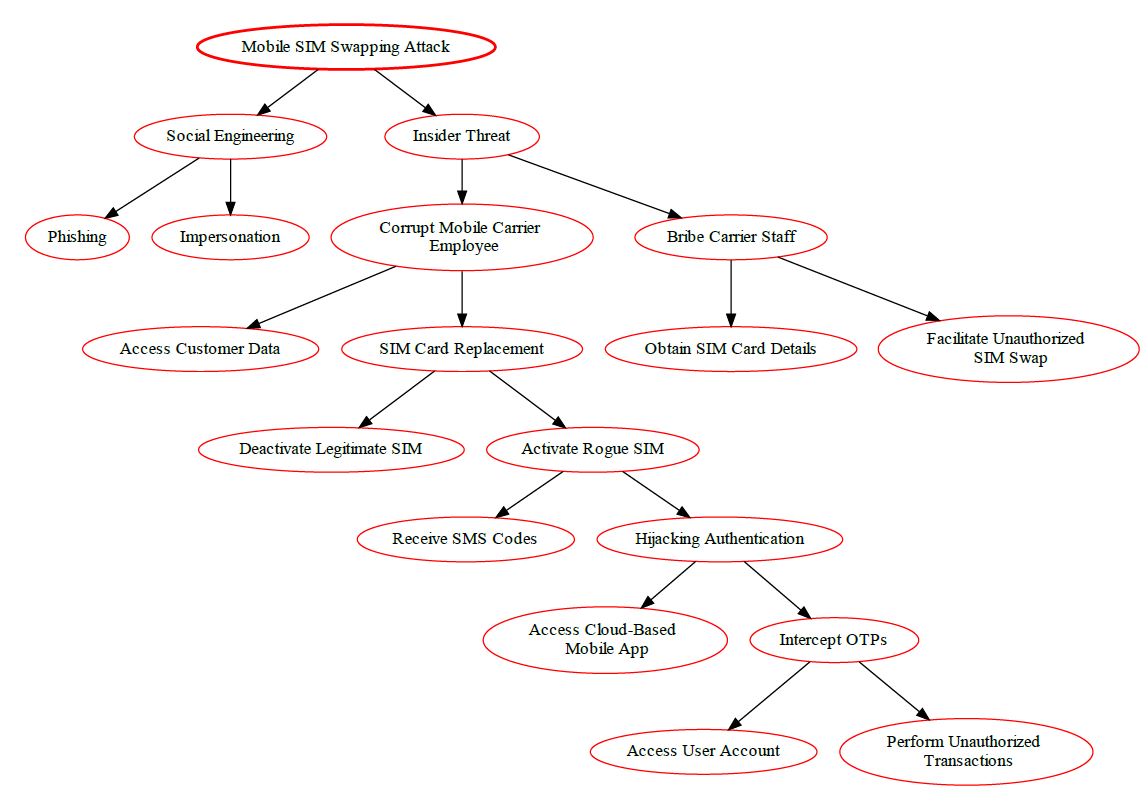 Mobile SIM Swapping Attack
Social Engineering
Insider Threat
Phishing
Impersonation
Corrupt Mobile Carrier
Employee
Bribe Carrier Staff
Access Customer Data
SIM Card Replacement
Obtain SIM Card Details
Facilitate Unauthorized
SIM Swap
Deactivate Legitimate SIM
Activate Rogue SIM
Receive SMS Codes
Hijacking Authentication
Access Cloud-Based
Mobile App
Intercept OTPs
Access User Account
Perform Unauthorized
Transactions